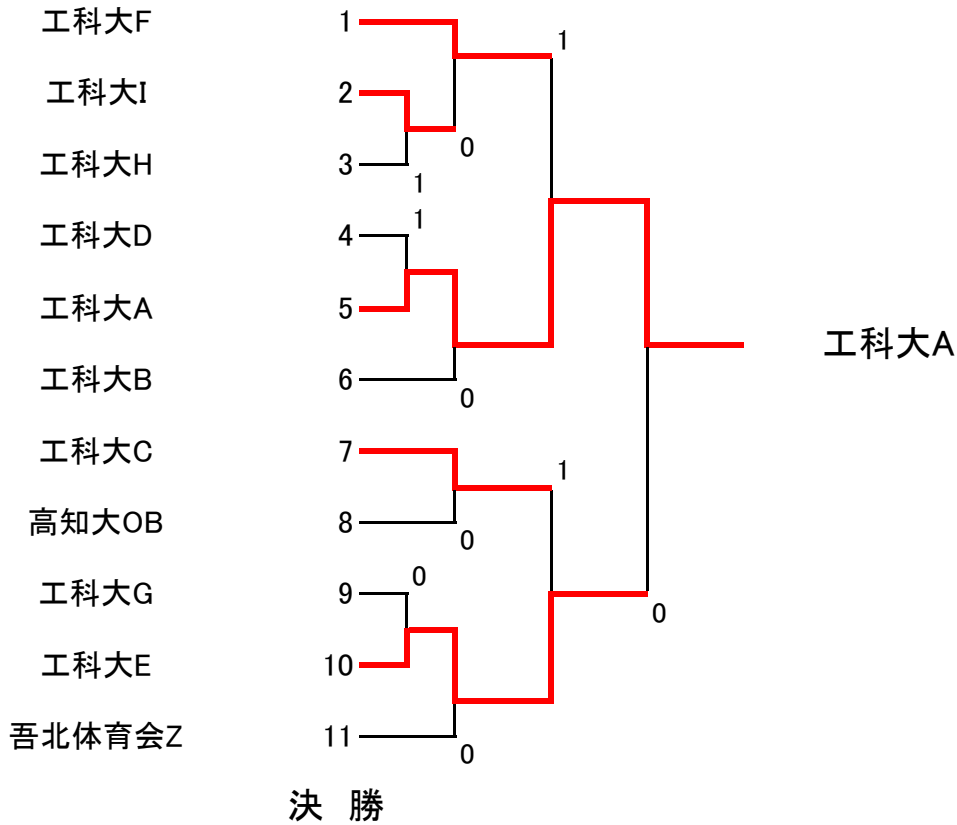 工科大F 1
1
工科大I 2
0
工科大H 3
1
1
工科大D 4
工科大A 5
工科大A
工科大B 6
0
工科大C 7
1
高知大OB 8
0
0
工科大G 9
0
工科大E 10
吾北体育会Z 11
0
決 勝